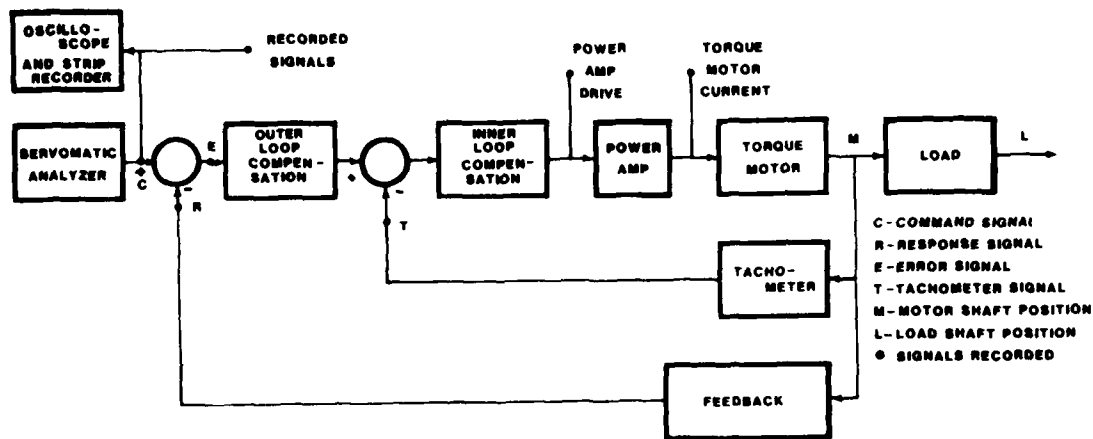 OSCILLO-
SCOPE
AND STRIP
RECORDER
RECORDED
SIGNALS
POWER
AMP
DRIVE
TORQUE
MOTOR
CURRENT
SERVOMATIC
ANALYZER
+
C
-
R
E
OUTER
LOOP
COMPEN-
SATION
+
-
T
INNER
LOOP
COMPEN-
SATION
POWER
AMP
TORQUE
MOTOR
M
LOAD
L
TACHO-
METER
FEEDBACK
C-COMMAND SIGNAL
R-RESPONSE SIGNAL
E-ERROR SIGNAL
T-TACHOMETER SIGNAL
M-MOTOR SHAFT POSITION
L-LOAD SHAFT POSITION
SIGNALS RECORDED